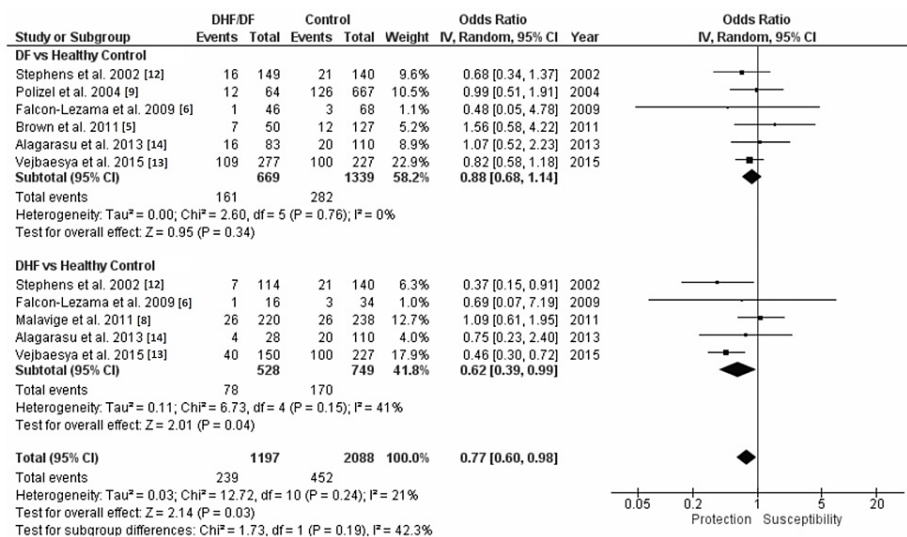 DHF/DF Control Odds Ratio Odds Ratio
Study or Subgroup Events Total Events Total Weight IV, Random, 95% CI Year IV, Random, 95% CI
DF vs Healthy Control
Stephens et al. 2002 [12] 16 149 21 140 9.6% 0.68 [0.34, 1.37] 2002
Polizel et al. 2004 [9] 12 64 126 667 10.5% 0.99 [0.51, 1.91] 2004
Falcon-Lezama et al. 2009 [6] 1 46 3 68 1.1% 0.48 [0.05, 4.78] 2009
Brown et al. 2011 [5] 7 50 12 127 5.2% 1.56 [0.58, 4.22] 2011
Alagarasu et al. 2013 [14] 16 83 20 110 8.9% 1.07 [0.52, 2.23] 2013
Vejbaesya et al. 2015 [13] 109 277 100 227 22.9% 0.82 [0.58, 1.18] 2015
Subtotal (95% CI) 669 1339 58.2% 0.88 [0.68, 1.14]
Total events 161 282
Heterogeneity: Tau² = 0.00; Chi² = 2.60, df = 5 (P = 0.76); I² = 0%
Test for overall effect: Z = 0.95 (P = 0.34)
DHF vs Healthy Control
Stephens et al. 2002 [12] 7 114 21 140 6.3% 0.37 [0.15, 0.91] 2002
Falcon-Lezama et al. 2009 [6] 1 16 3 34 1.0% 0.69 [0.07, 7.19] 2009
Malavige et al. 2011 [8] 26 220 26 238 12.7% 1.09 [0.61, 1.95] 2011
Alagarasu et al. 2013 [14] 4 28 20 110 4.0% 0.75 [0.23, 2.40] 2013
Vejbaesya et al. 2015 [13] 40 150 100 227 17.9% 0.46 [0.30, 0.72] 2015
Subtotal (95% CI) 528 749 41.8% 0.62 [0.39, 0.99]
Total events 78 170
Heterogeneity: Tau² = 0.11; Chi² = 6.73, df = 4 (P = 0.15); I² = 41%
Test for overall effect: Z = 2.01 (P = 0.04)
Total (95% CI) 1197 2088 100.0% 0.77 [0.60, 0.98]
Total events 239 452
Heterogeneity: Tau² = 0.03; Chi² = 12.72, df = 10 (P = 0.24); I² = 21%
Test for overall effect: Z = 2.14 (P = 0.03)
Test for subgroup differences: Chi² = 1.73, df = 1 (P = 0.19), I² = 42.3%
0.05 0.2 1 5 20
Protection Susceptibility